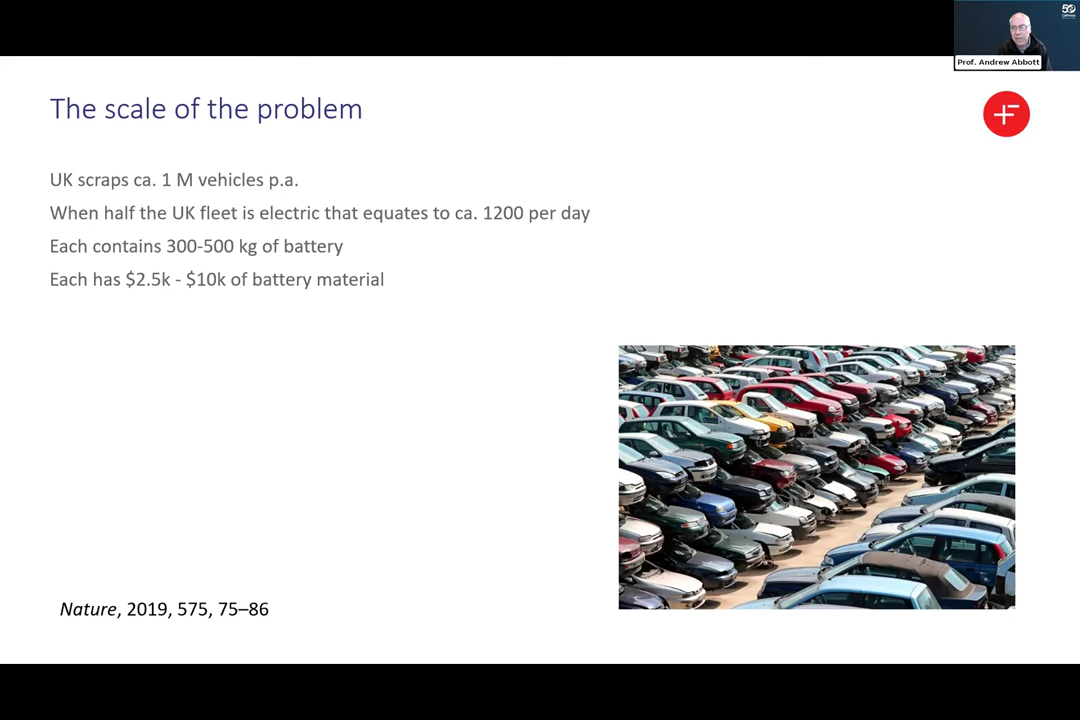 50
Prof. Andrew Abbott
The scale of the problem
UK scraps ca. 1 M vehicles p.a.
When half the UK fleet is electric that equates to ca. 1200 per day
Each contains 300-500 kg of battery
Each has $2.5k - $10k of battery material
Nature, 2019, 575, 75–86